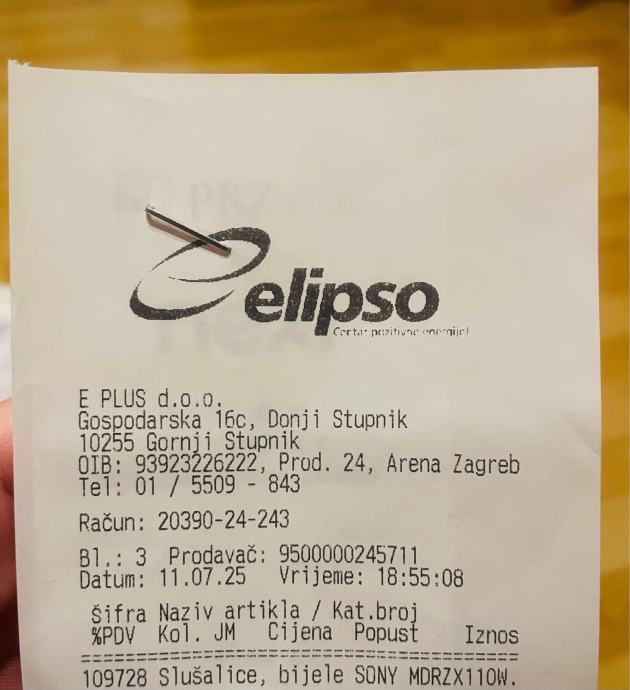 elipso
Centar pozitivne energije!
E PLUS d.o.o.
Gospodarska 16c, Donji Stupnik
10255 Gornji Stupnik
OIB: 93923226222, Prod. 24, Arena Zagreb
Tel: 01 / 5509 - 843
Račun: 20390-24-243
Bl.: 3 Prodavač: 9500000245711
Datum: 11.07.25 Vrijeme: 18:55:08
Šifra Naziv artikla / Kat.broj
%PDV Kol. JM Cijena Popust Iznos
109728 Slušalice, bijele SONY MDRZX110W.